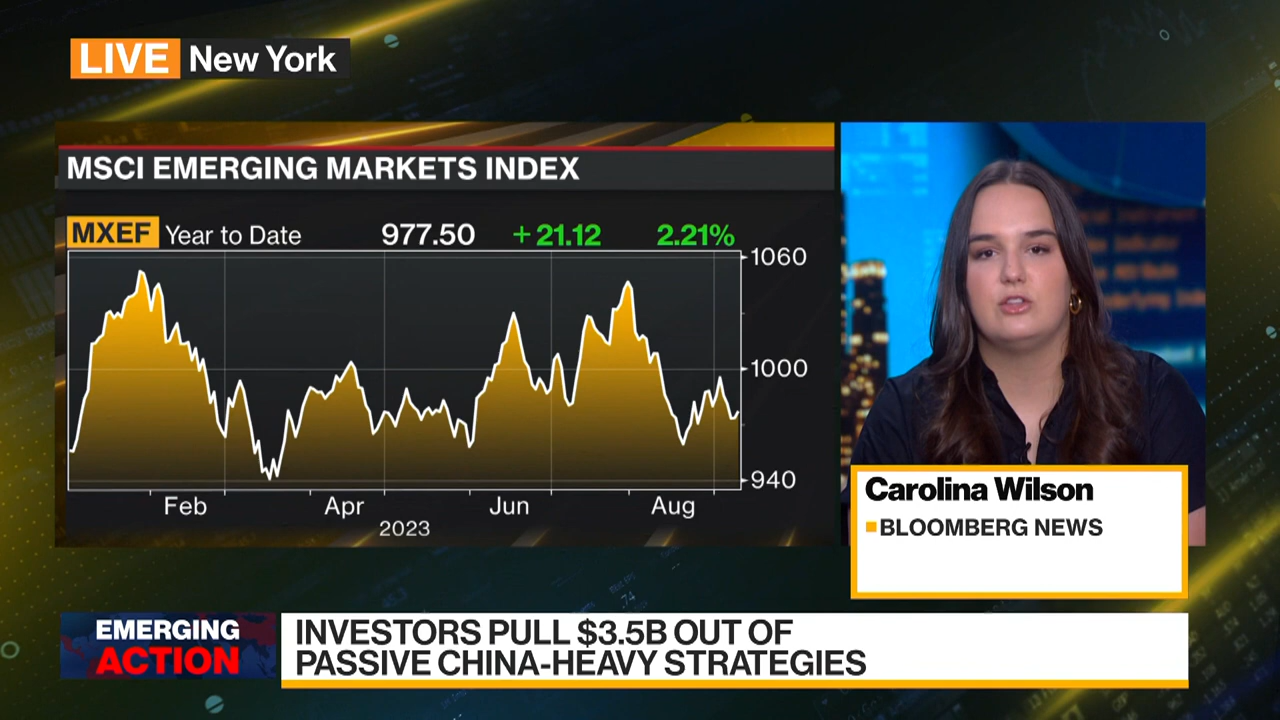 LIVE New York
MSCI EMERGING MARKETS INDEX
MXEF Year to Date 977.50 +21.12 2.21%
1060
1000
940
Feb Apr Jun Aug
2023
Carolina Wilson
BLOOMBERG NEWS
EMERGING
ACTION
INVESTORS PULL $3.5B OUT OF
PASSIVE CHINA-HEAVY STRATEGIES